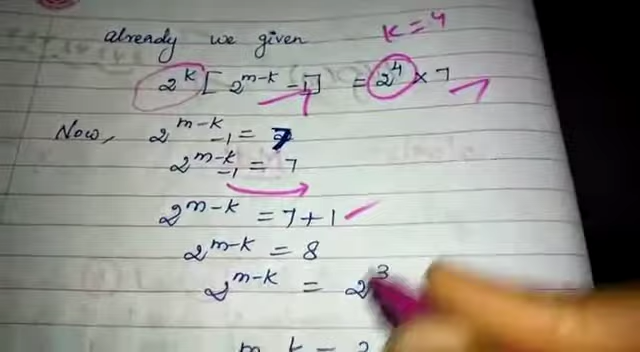 already we given K = 4
2^k [ 2^{m-k} - 1 ] = 2^4 × 7
Now, 2^{m-k} - 1 = 7
2^{m-k} - 1 = 7
2^{m-k} = 7 + 1
2^{m-k} = 8
2^{m-k} = 2^3
m - k =